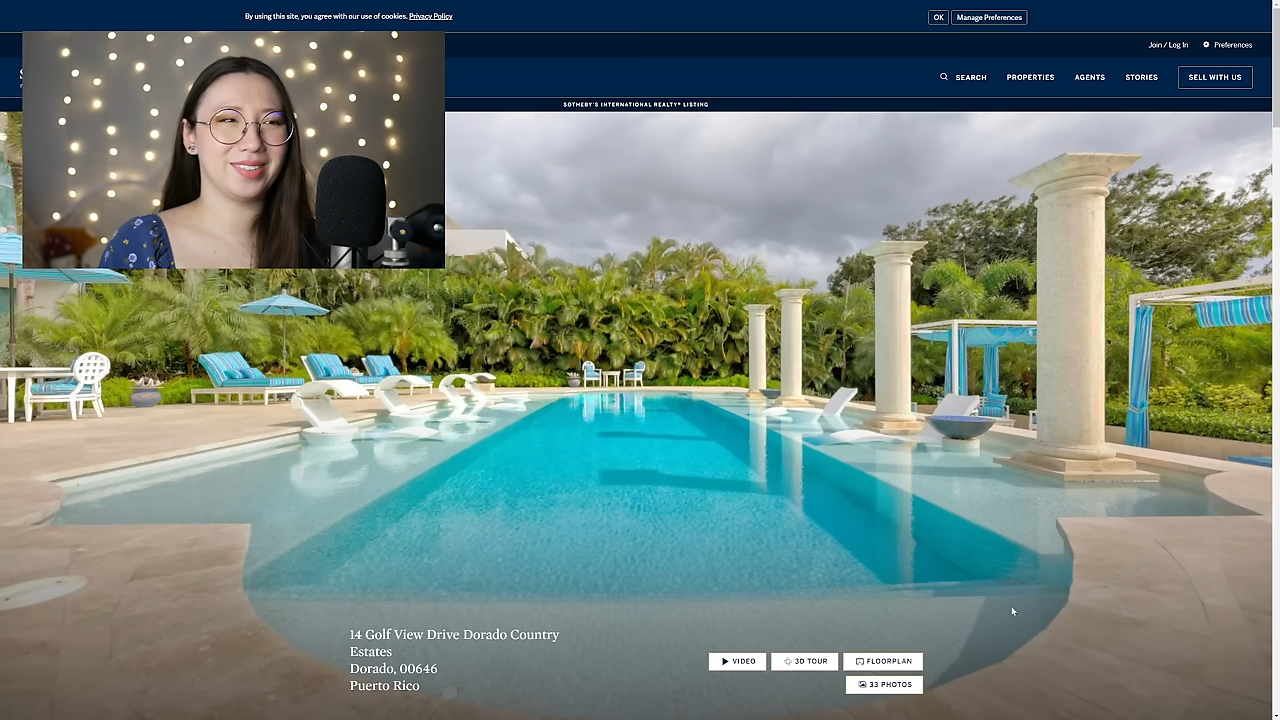 By using this site, you agree with our use of cookies. Privacy Policy
OK
Manage Preferences
Join / Log In
Preferences
SEARCH
PROPERTIES
AGENTS
STORIES
SELL WITH US
SOTHEBY'S INTERNATIONAL REALTY® LISTING
14 Golf View Drive Dorado Country
Estates
Dorado, 00646
Puerto Rico
VIDEO
3D TOUR
FLOORPLAN
33 PHOTOS